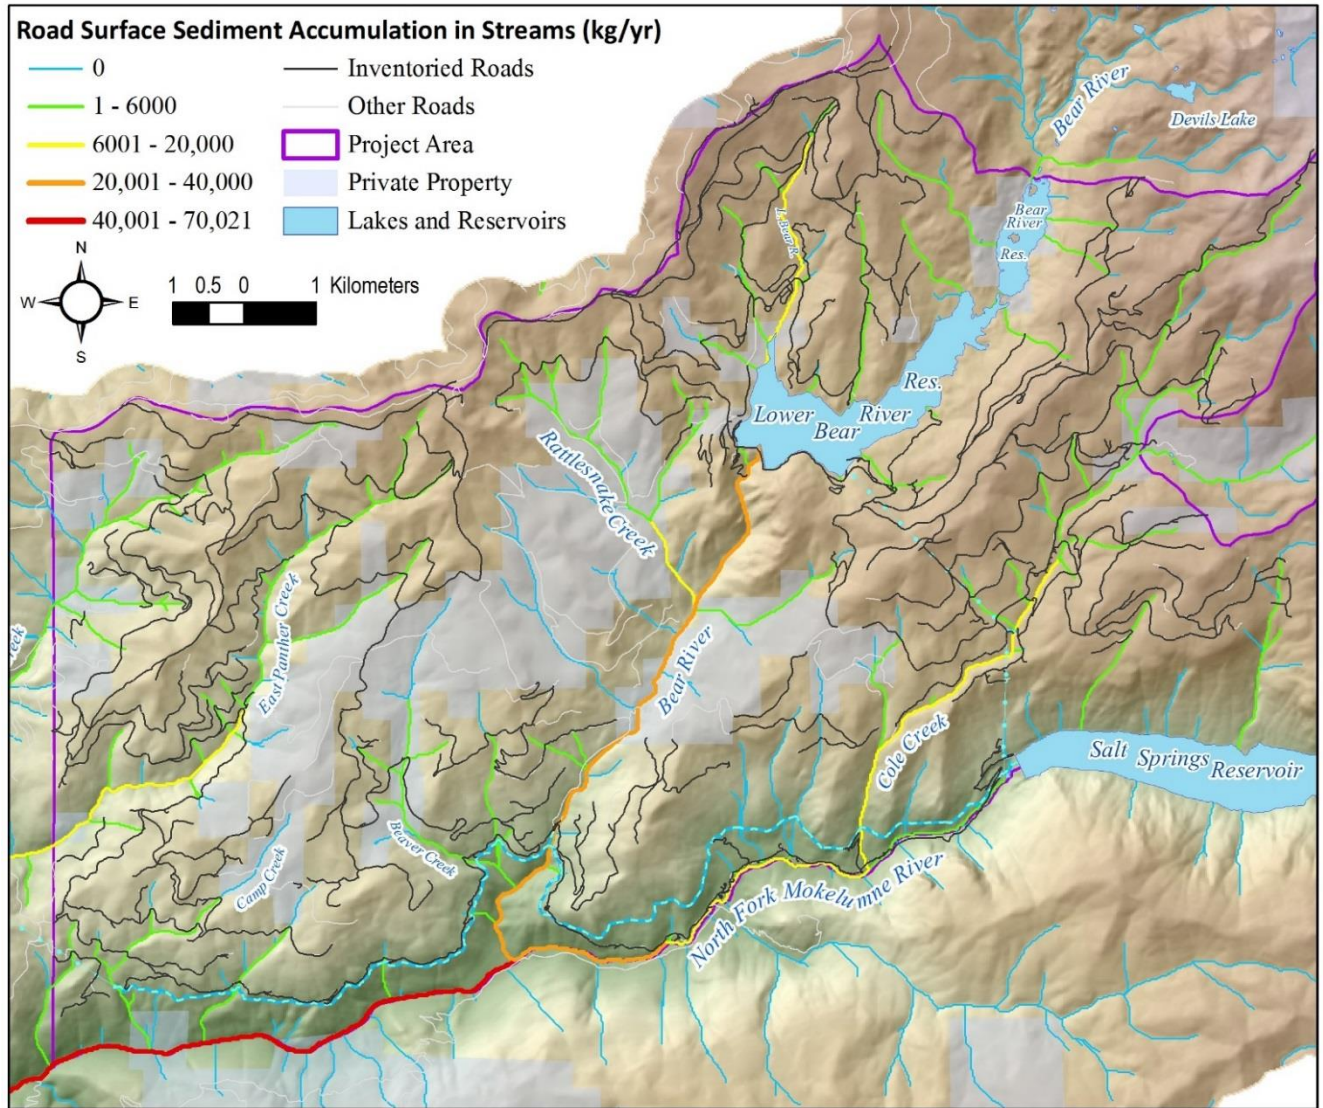 Road Surface Sediment Accumulation in Streams (kg/yr)
0
1 - 6000
6001 - 20,000
20,001 - 40,000
40,001 - 70,021
Inventoried Roads
Other Roads
Project Area
Private Property
Lakes and Reservoirs
N
W
E
S
1 0.5 0 1 Kilometers
Bear River
Devils Lake
Bear
River
Res.
L. Bear R.
Lower Bear River Res.
Rattlesnake Creek
East Panther Creek
reek
Bear River
Cole Creek
Salt Springs Reservoir
Beaver Creek
Camp Creek
North Fork Mokelumne River